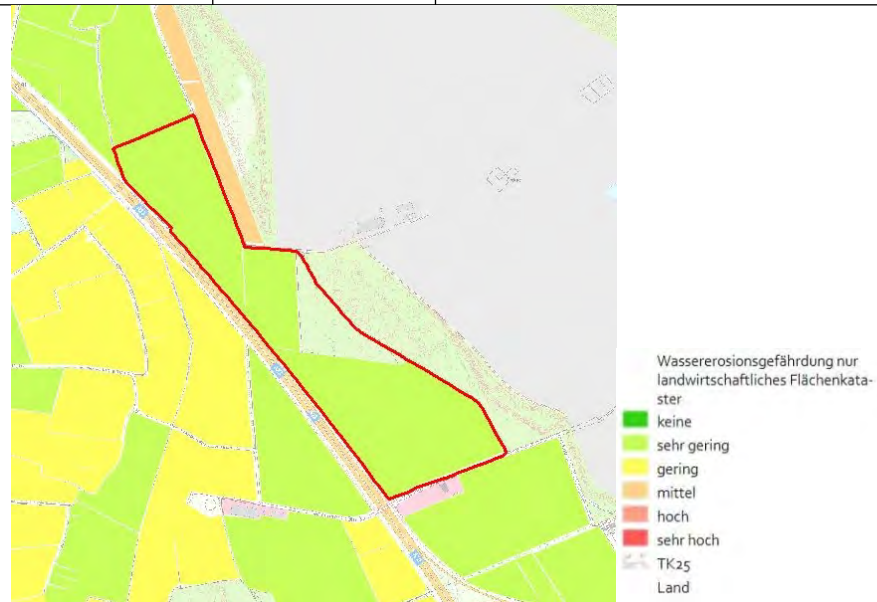 Wassererosionsgefährdung nur
landwirtschaftliches Flächenkata-
ster
keine
sehr gering
gering
mittel
hoch
sehr hoch
TK25
Land